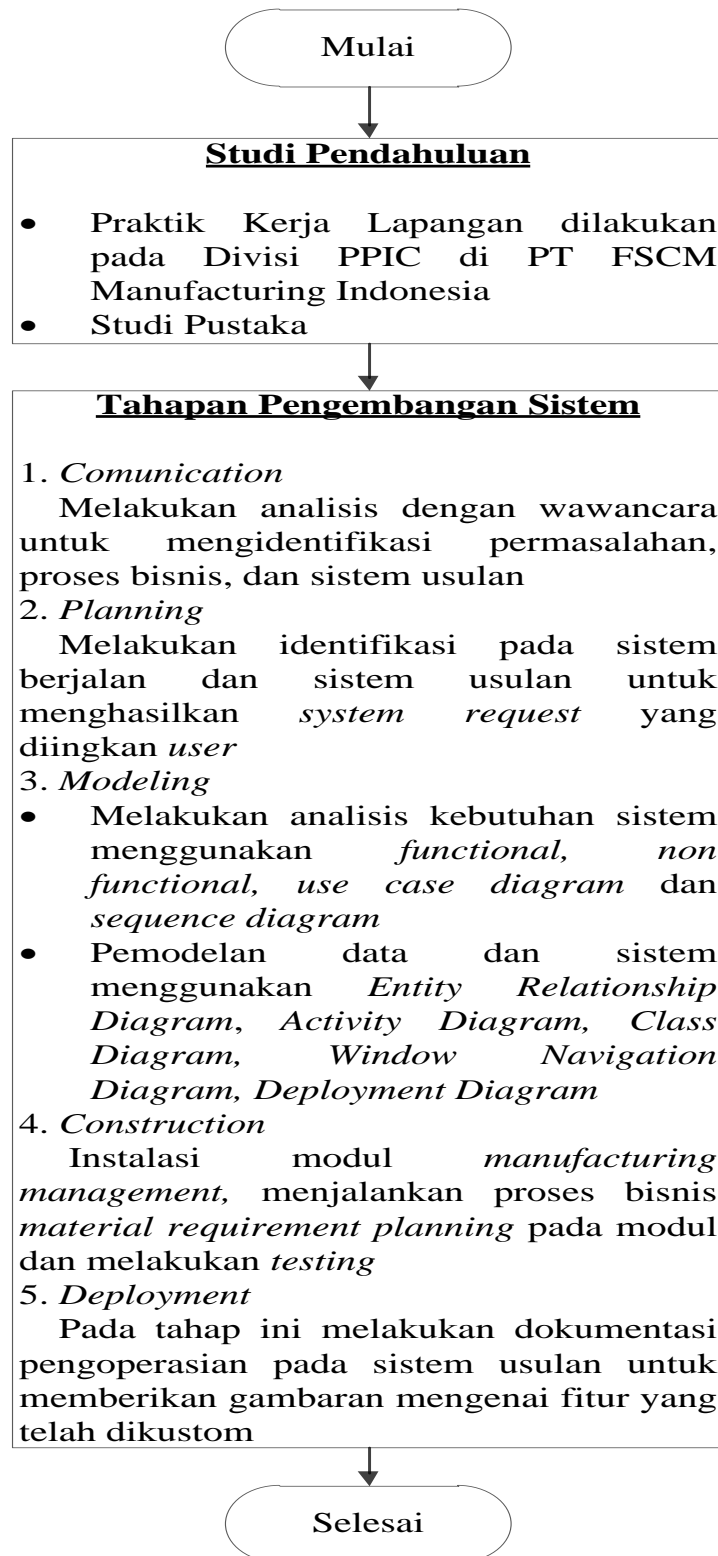 Mulai
Studi Pendahuluan
• Praktik Kerja Lapangan dilakukan
pada Divisi PPIC di PT FSCM
Manufacturing Indonesia
• Studi Pustaka
Tahapan Pengembangan Sistem
1. Comunication
Melakukan analisis dengan wawancara
untuk mengidentifikasi permasalahan,
proses bisnis, dan sistem usulan
2. Planning
Melakukan identifikasi pada sistem
berjalan dan sistem usulan untuk
menghasilkan system request yang
diingkan user
3. Modeling
• Melakukan analisis kebutuhan sistem
menggunakan functional, non
functional, use case diagram dan
sequence diagram
• Pemodelan data dan sistem
menggunakan Entity Relationship
Diagram, Activity Diagram, Class
Diagram, Window Navigation
Diagram, Deployment Diagram
4. Construction
Instalasi modul manufacturing
management, menjalankan proses bisnis
material requirement planning pada modul
dan melakukan testing
5. Deployment
Pada tahap ini melakukan dokumentasi
pengoperasian pada sistem usulan untuk
memberikan gambaran mengenai fitur yang
telah dikustom
Selesai